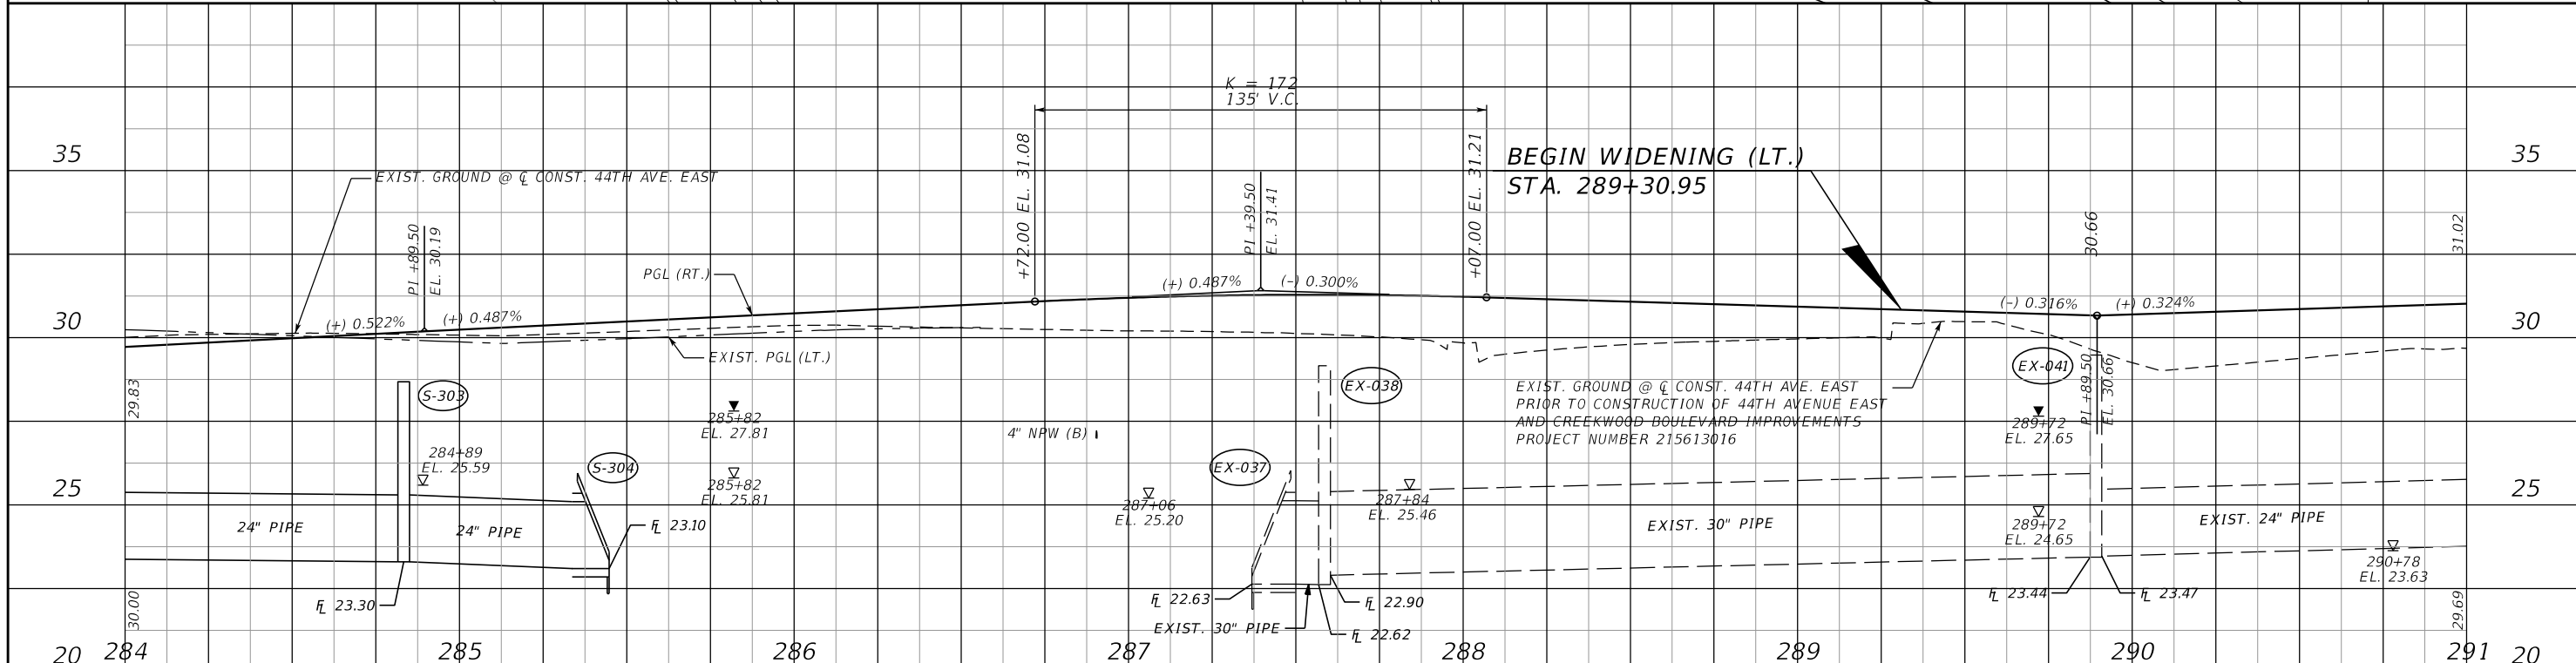 K = 172
135' V.C.
35
35
+72.00 EL. 31.08
+07.00 EL. 31.21
BEGIN WIDENING (LT.)
STA. 289+30.95
EXIST. GROUND @ ℄ CONST. 44TH AVE. EAST
PI +89.50
EL. 30.19
PI +39.50
EL. 31.41
30.66
31.02
PGL (RT.)
(+) 0.487%
(-) 0.300%
(-) 0.316%
(+) 0.324%
30
(+) 0.522%
(+) 0.487%
30
EXIST. PGL (LT.)
29.83
S-303
EX-038
EX-041
PI +89.50
EL. 30.66
EXIST. GROUND @ ℄ CONST. 44TH AVE. EAST
PRIOR TO CONSTRUCTION OF 44TH AVENUE EAST
AND CREEKWOOD BOULEVARD IMPROVEMENTS
PROJECT NUMBER 215613016
285+82
EL. 27.81
4" NPW (B)
289+72
EL. 27.65
284+89
EL. 25.59
S-304
EX-037
25
285+82
EL. 25.81
287+06
EL. 25.20
287+84
EL. 25.46
25
24" PIPE
24" PIPE
FL 23.10
EXIST. 30" PIPE
289+72
EL. 24.65
EXIST. 24" PIPE
290+78
EL. 23.63
30.00
FL 23.30
FL 22.63
FL 22.90
FL 23.44
FL 23.47
29.69
EXIST. 30" PIPE
FL 22.62
20
284
285
286
287
288
289
290
291
20